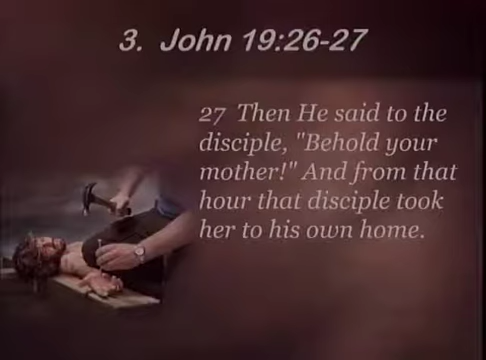 3. John 19:26-27
27 Then He said to the
disciple, "Behold your
mother!" And from that
hour that disciple took
her to his own home.